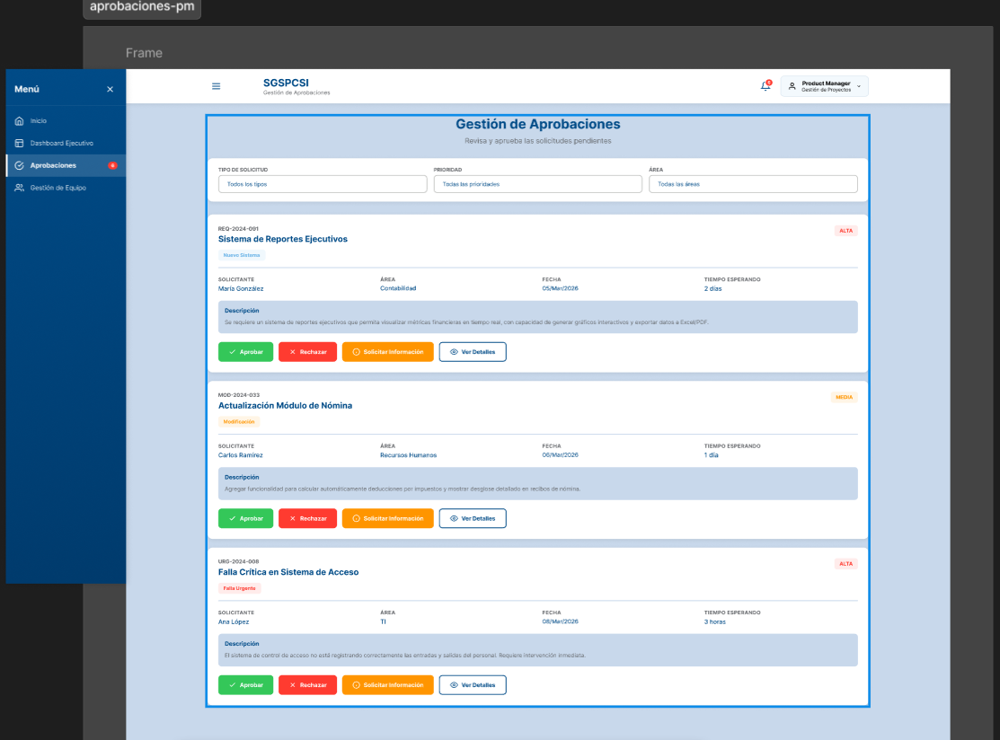 aprobaciones-pm
Frame
Menú
Inicio
Dashboard Ejecutivo
Aprobaciones
Gestión de Equipo
SGSPCSI
Gestión de Aprobaciones
Product Manager
Gestión de Proyectos
Gestión de Aprobaciones
Revisa y aprueba las solicitudes pendientes
TIPO DE SOLICITUD PRIORIDAD ÁREA
Todos los tipos Todas las prioridades Todas las áreas
REQ-2024-091 ALTA
Sistema de Reportes Ejecutivos
Nuevo Sistema
SOLICITANTE ÁREA FECHA TIEMPO ESPERANDO
María González Contabilidad 05/Mar/2026 2 días
Descripción
Se requiere un sistema de reportes ejecutivos que permita visualizar métricas financieras en tiempo real, con capacidad de generar gráficos interactivos y exportar datos a Excel/PDF.
Aprobar Rechazar Solicitar Información Ver Detalles
MOD-2024-033 MEDIA
Actualización Módulo de Nómina
Modificación
SOLICITANTE ÁREA FECHA TIEMPO ESPERANDO
Carlos Ramírez Recursos Humanos 06/Mar/2026 1 día
Descripción
Agregar funcionalidad para calcular automáticamente deducciones por impuestos y mostrar desglose detallado en recibos de nómina.
Aprobar Rechazar Solicitar Información Ver Detalles
URG-2024-008 ALTA
Falla Crítica en Sistema de Acceso
Falla Urgente
SOLICITANTE ÁREA FECHA TIEMPO ESPERANDO
Ana López TI 08/Mar/2026 3 horas
Descripción
El sistema de control de acceso no está registrando correctamente las entradas y salidas del personal. Requiere intervención inmediata.
Aprobar Rechazar Solicitar Información Ver Detalles